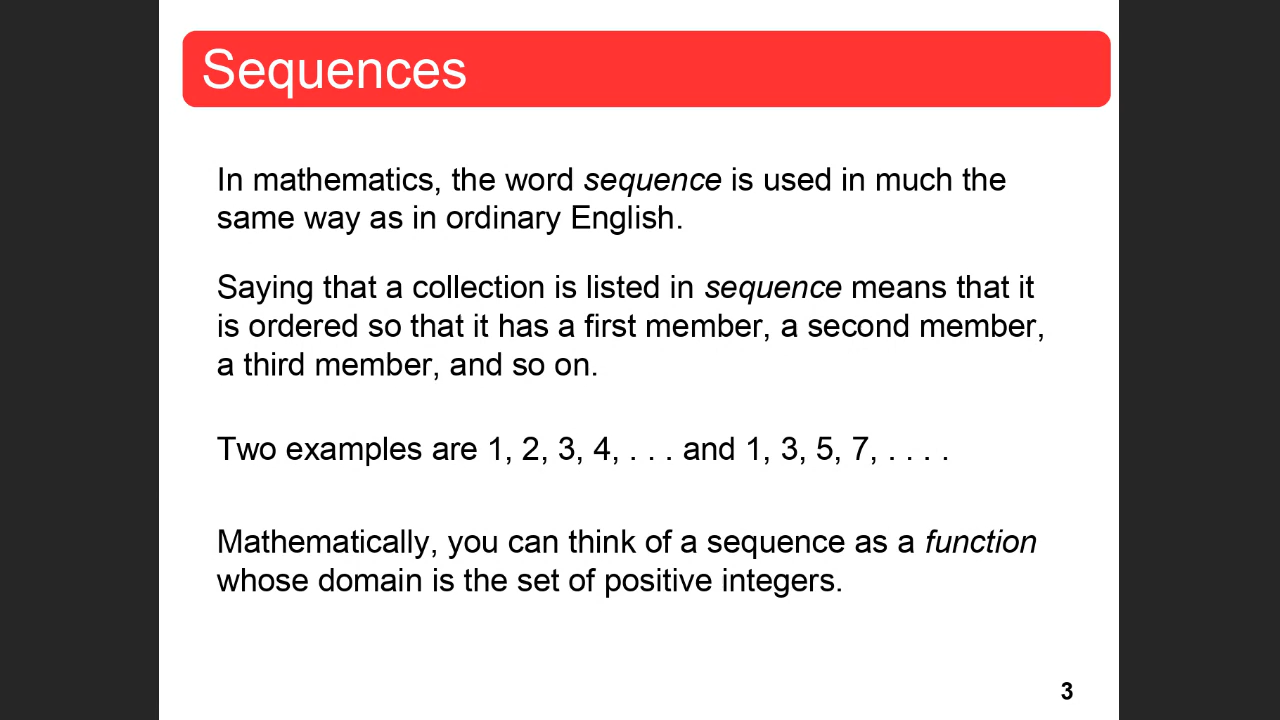 Sequences
In mathematics, the word sequence is used in much the
same way as in ordinary English.
Saying that a collection is listed in sequence means that it
is ordered so that it has a first member, a second member,
a third member, and so on.
Two examples are 1, 2, 3, 4, . . . and 1, 3, 5, 7, . . . .
Mathematically, you can think of a sequence as a function
whose domain is the set of positive integers.
3